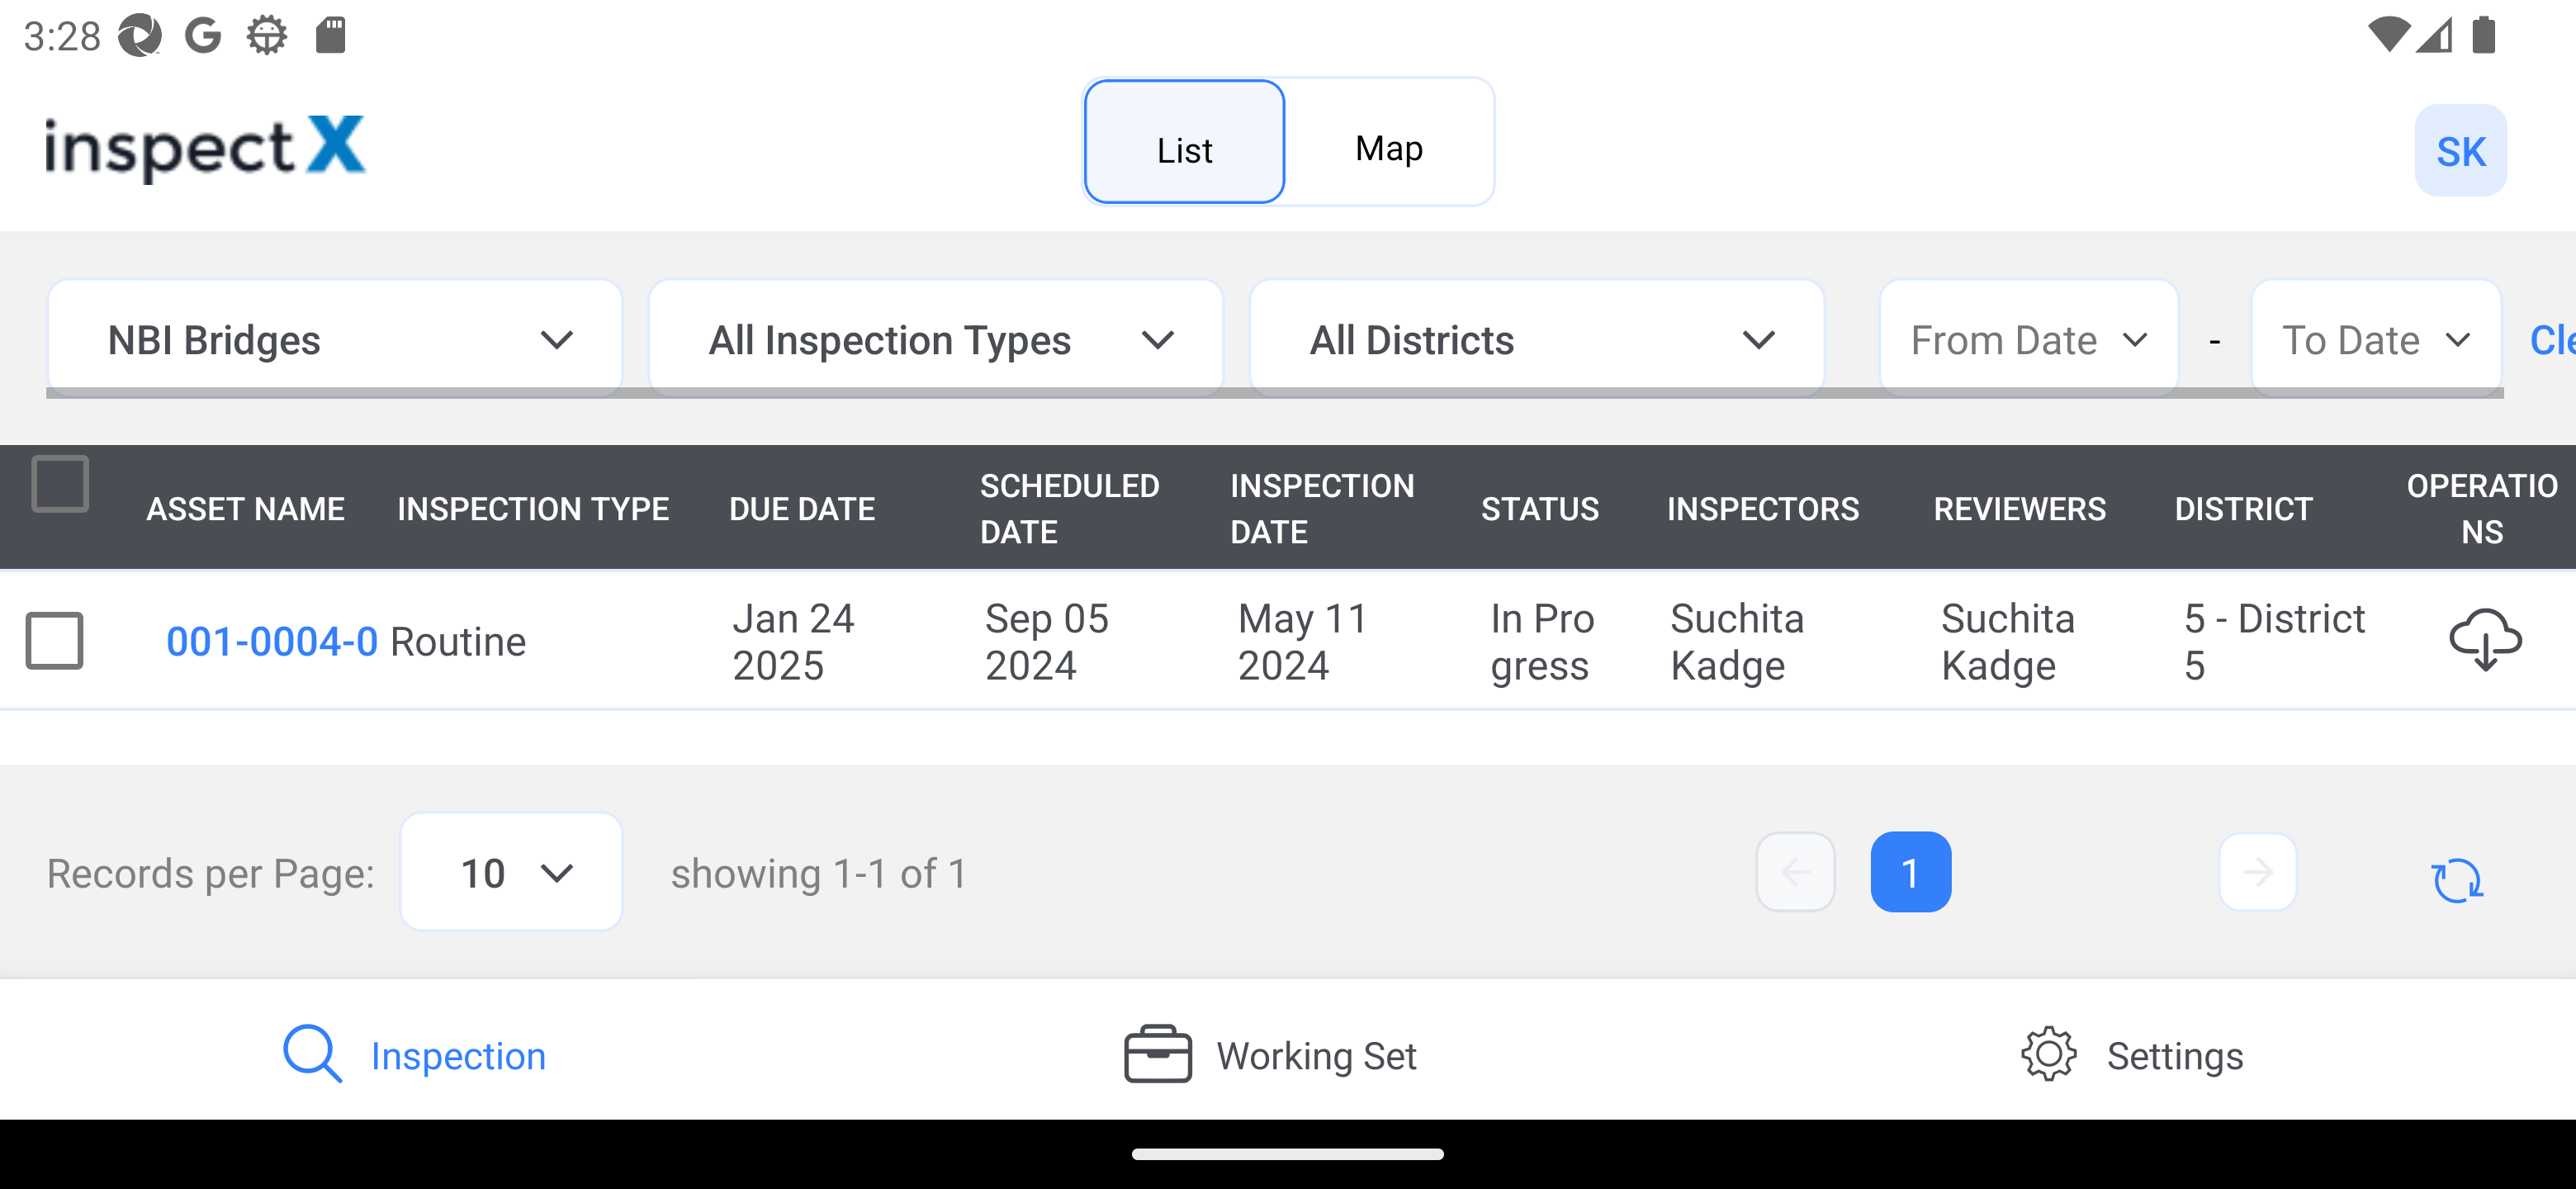 3:28
inspectX
List
Map
SK
NBI Bridges
All Inspection Types
All Districts
From Date
-
To Date
Cle
ASSET NAME
INSPECTION TYPE
DUE DATE
SCHEDULED
DATE
INSPECTION
DATE
STATUS
INSPECTORS
REVIEWERS
DISTRICT
OPERATIO
NS
001-0004-0
Routine
Jan 24
2025
Sep 05
2024
May 11
2024
In Pro
gress
Suchita
Kadge
Suchita
Kadge
5 - District
5
Records per Page:
10
showing 1-1 of 1
1
Inspection
Working Set
Settings